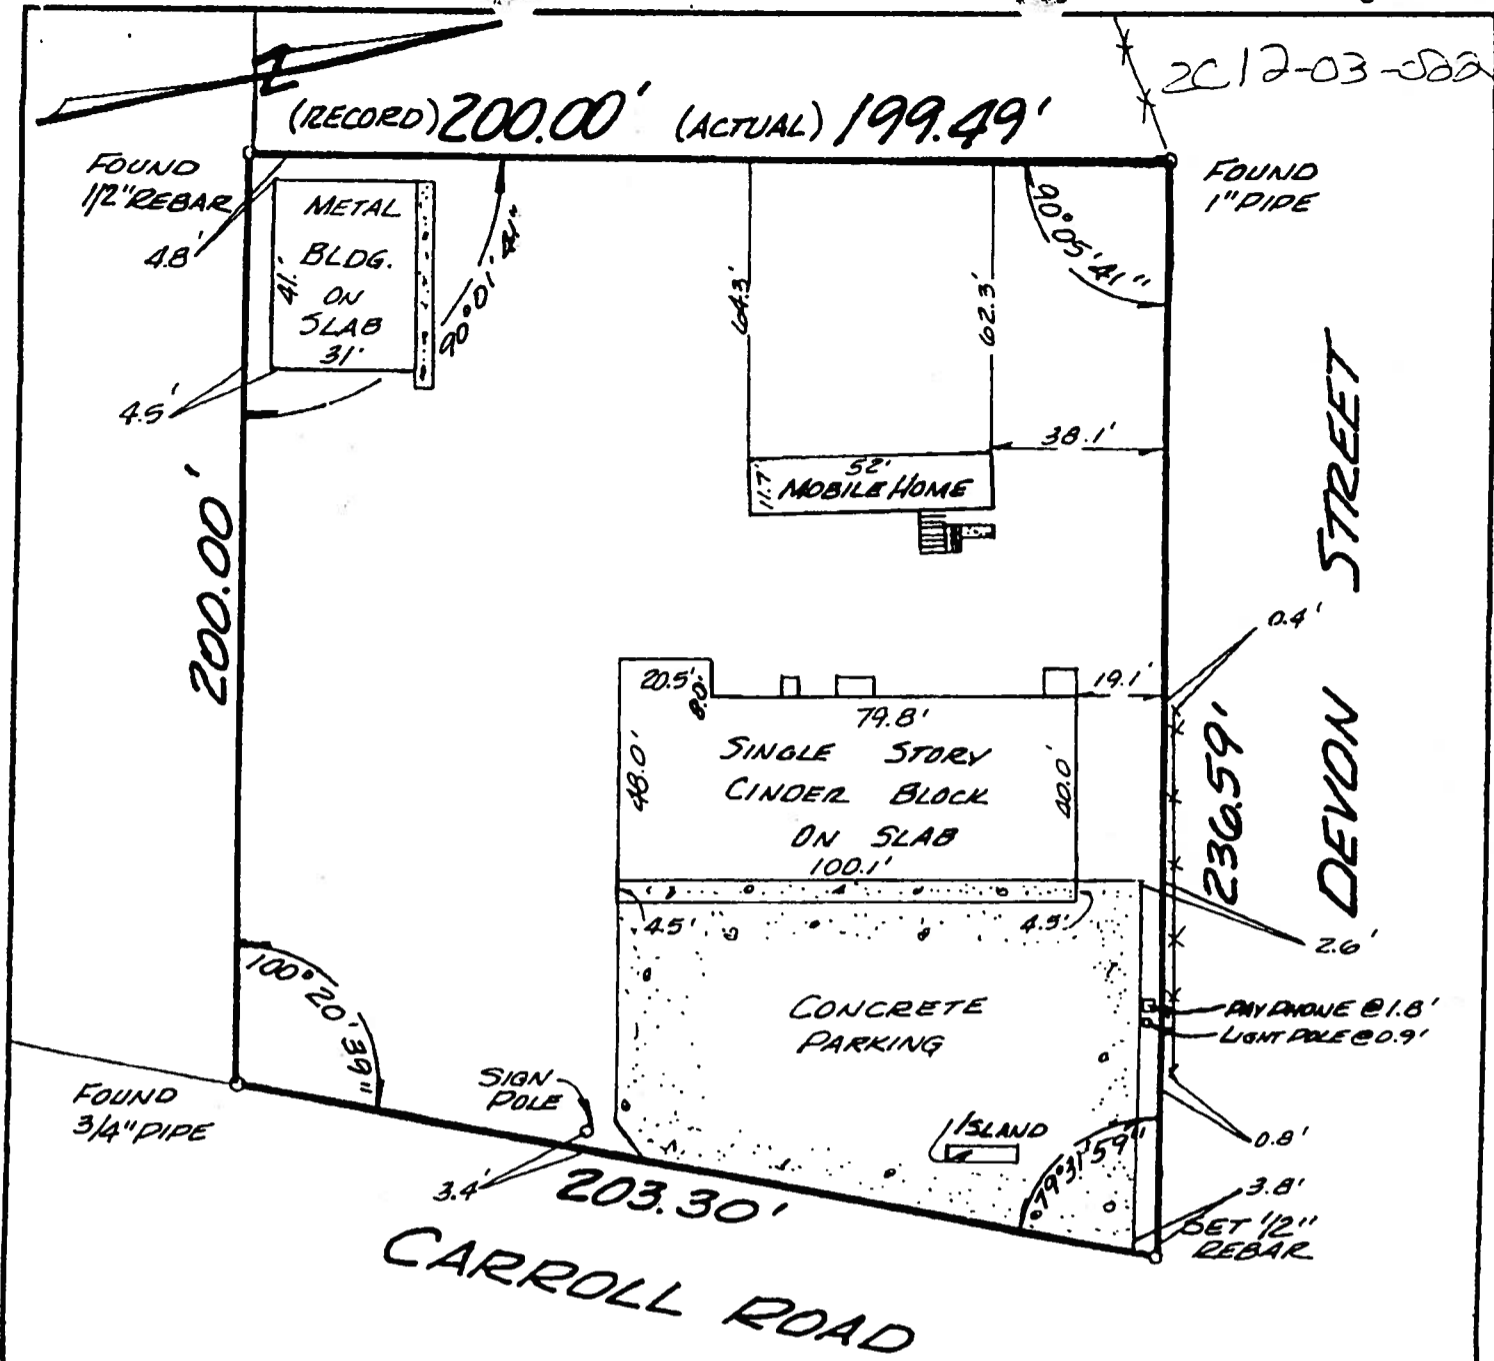 2C12-03-
(RECORD) 200.00' (ACTUAL) 199.49'
FOUND
1/2" REBAR
FOUND
1" PIPE
4.8'
METAL
BLDG.
ON
SLAB
31'
41'
90°01'41"
90°05'41"
4.5'
64.3'
62.3'
38.1'
52'
11.7'
MOBILE HOME
200.00'
DEVON STREET
0.4'
20.5'
8.0'
19.1'
79.8'
SINGLE STORY
CINDER BLOCK
ON SLAB
100.1'
48.0'
40.0'
236.59'
4.5'
4.5'
2.6'
CONCRETE
PARKING
PAY PHONE @ 1.8'
LIGHT POLE @ 0.9'
100°20'39"
FOUND
3/4" PIPE
SIGN
POLE
ISLAND
79°31'59"
0.8'
3.4'
203.30'
3.8'
SET 1/2"
REBAR
CARROLL ROAD